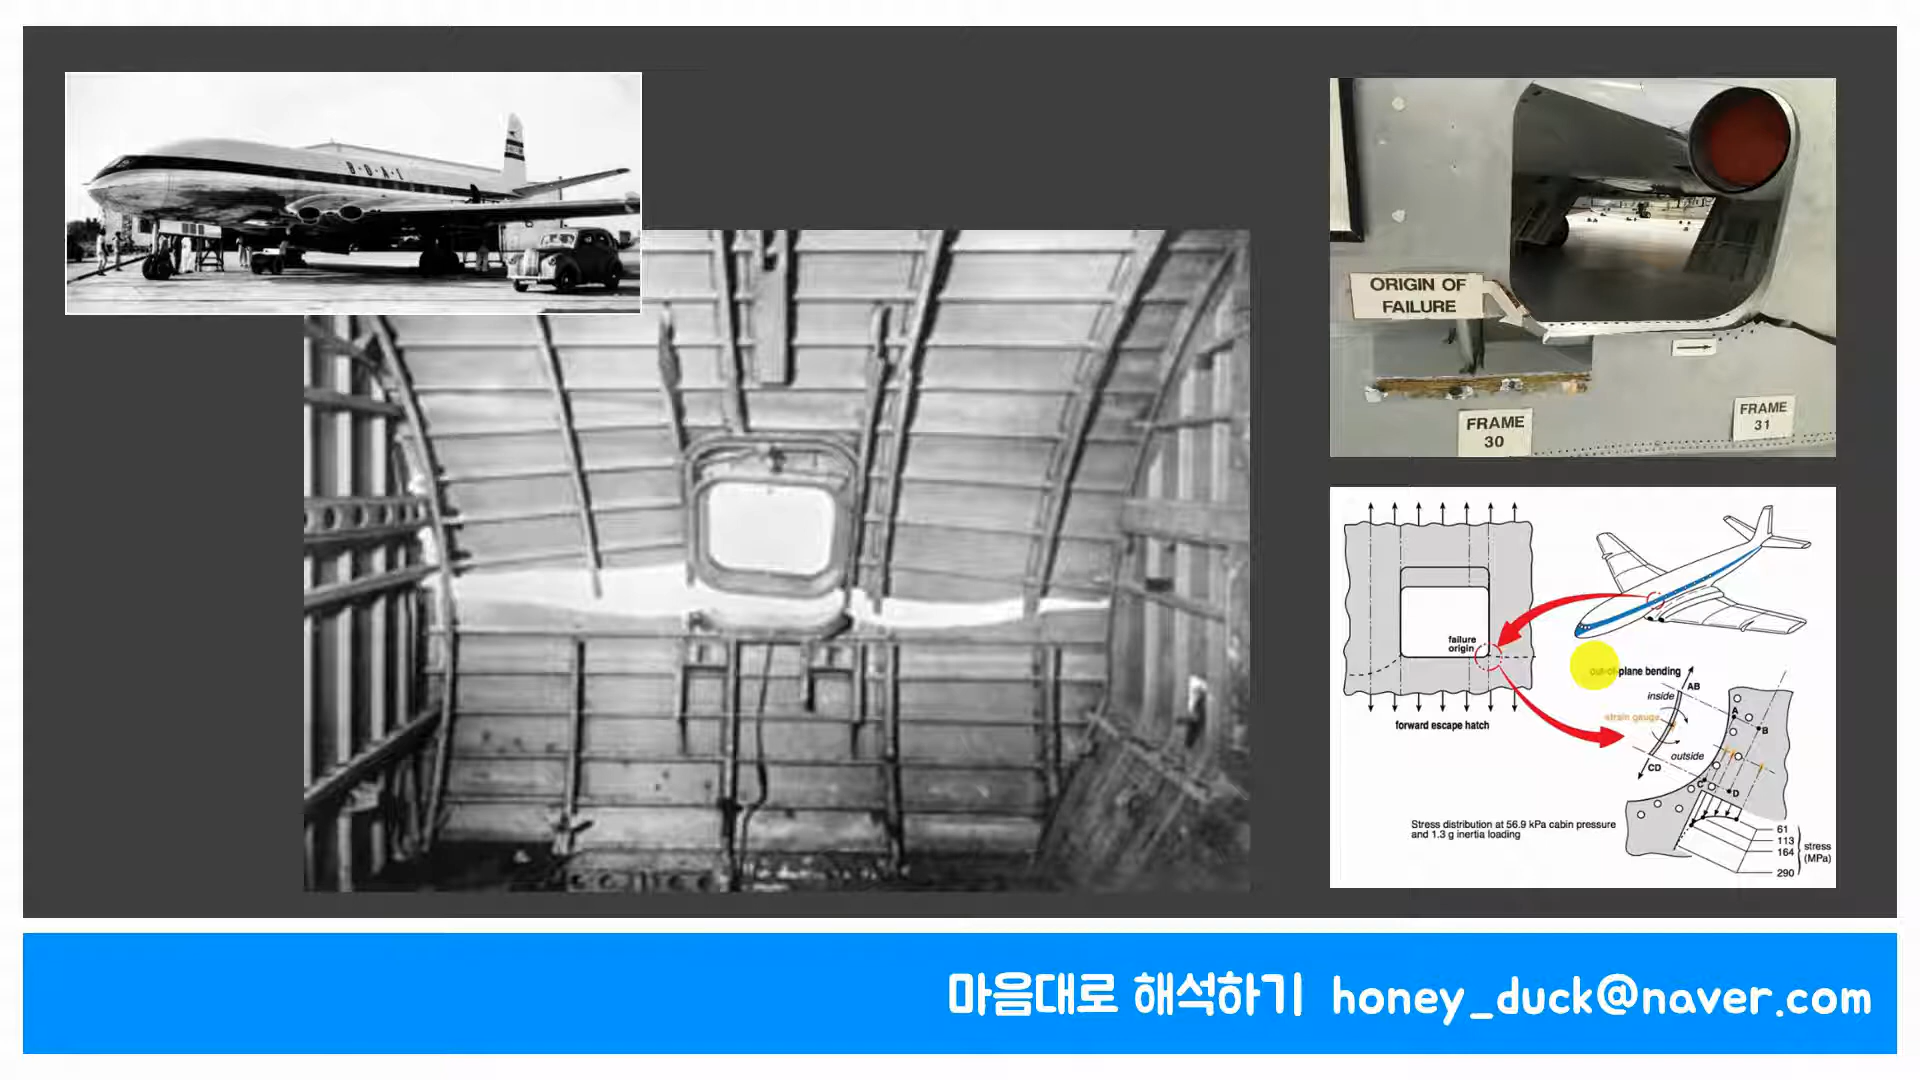 B·O·A·C
ORIGIN OF
FAILURE
FRAME
30
FRAME
31
failure
origin
forward escape hatch
out-of-plane bending
AB
inside
strain gauge
outside
CD
A
B
C
D
Stress distribution at 56.9 kPa cabin pressure
and 1.3 g inertia loading
61
113
164
290
stress
(MPa)
마음대로 해석하기 honey_duck@naver.com